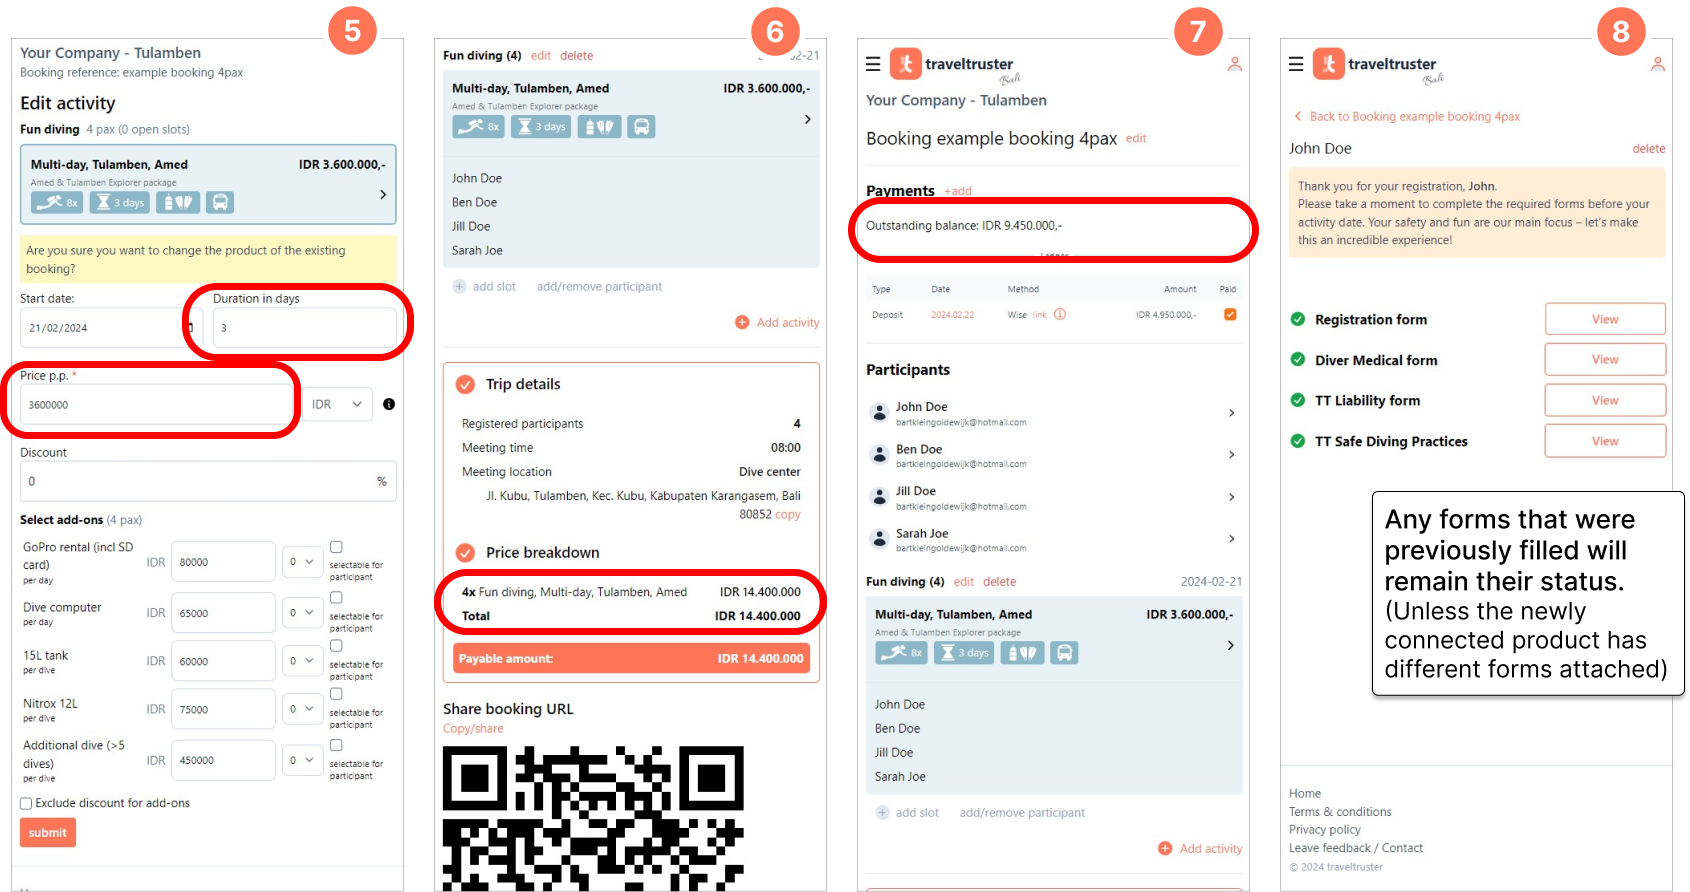 5
Your Company - Tulamben
Booking reference: example booking 4pax
Edit activity
Fun diving 4 pax (0 open slots)
Multi-day, Tulamben, Amed IDR 3.600.000,-
Amed & Tulamben Explorer package
8x 3 days
Are you sure you want to change the product of the existing
booking?
Start date: Duration in days
21/02/2024 3
Price p.p. *
3600000 IDR
Discount
0 %
Select add-ons (4 pax)
GoPro rental (incl SD
card)
per day
IDR 80000 0
selectable for
participant
Dive computer
per day
IDR 65000 0
selectable for
participant
15L tank
per dive
IDR 60000 0
selectable for
participant
Nitrox 12L
per dive
IDR 75000 0
selectable for
participant
Additional dive (>5
dives)
per dive
IDR 450000 0
selectable for
participant
Exclude discount for add-ons
submit
6
Fun diving (4) edit delete 02-21
Multi-day, Tulamben, Amed IDR 3.600.000,-
Amed & Tulamben Explorer package
8x 3 days
John Doe
Ben Doe
Jill Doe
Sarah Joe
+ add slot add/remove participant
+ Add activity
Trip details
Registered participants 4
Meeting time 08:00
Meeting location Dive center
Jl. Kubu, Tulamben, Kec. Kubu, Kabupaten Karangasem, Bali
80852 copy
Price breakdown
4x Fun diving, Multi-day, Tulamben, Amed IDR 14.400.000
Total IDR 14.400.000
Payable amount: IDR 14.400.000
Share booking URL
Copy/share
7
traveltruster
Bali
Your Company - Tulamben
Booking example booking 4pax edit
Payments +add
Outstanding balance: IDR 9.450.000,-
Type Date Method Amount Paid
Deposit 2024.02.22 Wise link IDR 4.950.000,-
Participants
John Doe
bartkleingoldewijk@hotmail.com
Ben Doe
bartkleingoldewijk@hotmail.com
Jill Doe
bartkleingoldewijk@hotmail.com
Sarah Joe
bartkleingoldewijk@hotmail.com
Fun diving (4) edit delete 2024-02-21
Multi-day, Tulamben, Amed IDR 3.600.000,-
Amed & Tulamben Explorer package
8x 3 days
John Doe
Ben Doe
Jill Doe
Sarah Joe
+ add slot add/remove participant
+ Add activity
8
traveltruster
Bali
< Back to Booking example booking 4pax
John Doe delete
Thank you for your registration, John.
Please take a moment to complete the required forms before your
activity date. Your safety and fun are our main focus – let's make
this an incredible experience!
Registration form View
Diver Medical form View
TT Liability form View
TT Safe Diving Practices View
Any forms that were
previously filled will
remain their status.
(Unless the newly
connected product has
different forms attached)
Home
Terms & conditions
Privacy policy
Leave feedback / Contact
© 2024 traveltruster